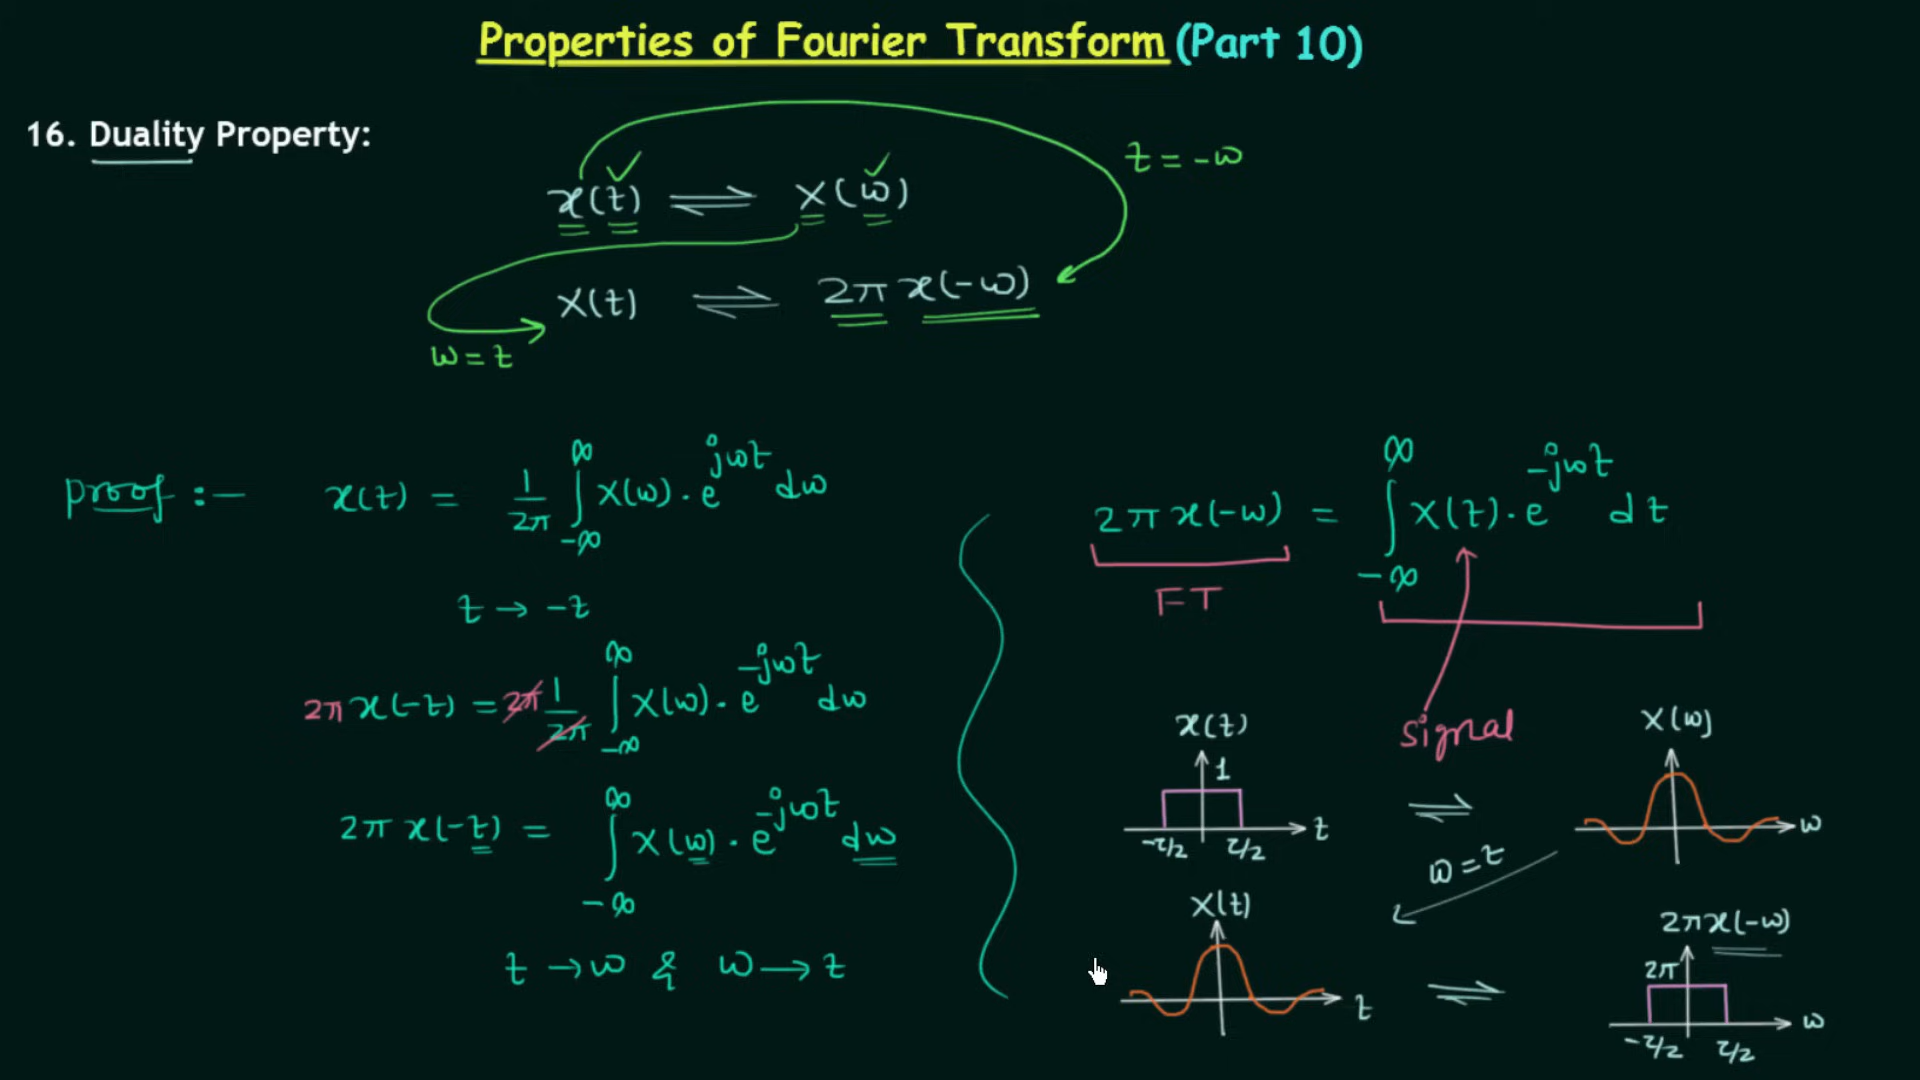 Properties of Fourier Transform (Part 10)
16. Duality Property:
x(t) ⇌ X(ω)
t = -ω
X(t) ⇌ 2π x(-ω)
ω = t
Proof :- x(t) = 1/2π ∫_{-∞}^{∞} X(ω) · e^{jωt} dω
t → -t
2π x(-t) = 2π 1/2π ∫_{-∞}^{∞} X(ω) · e^{-jωt} dω
2π x(-t) = ∫_{-∞}^{∞} X(ω) · e^{-jωt} dω
t → ω & ω → t
2π x(-ω) = ∫_{-∞}^{∞} X(t) · e^{-jωt} dt
FT
signal
x(t)
1
-τ/2 τ/2 t
⇌
X(ω)
ω
ω = t
X(t)
t
⇌
2π x(-ω)
2π
-τ/2 τ/2 ω